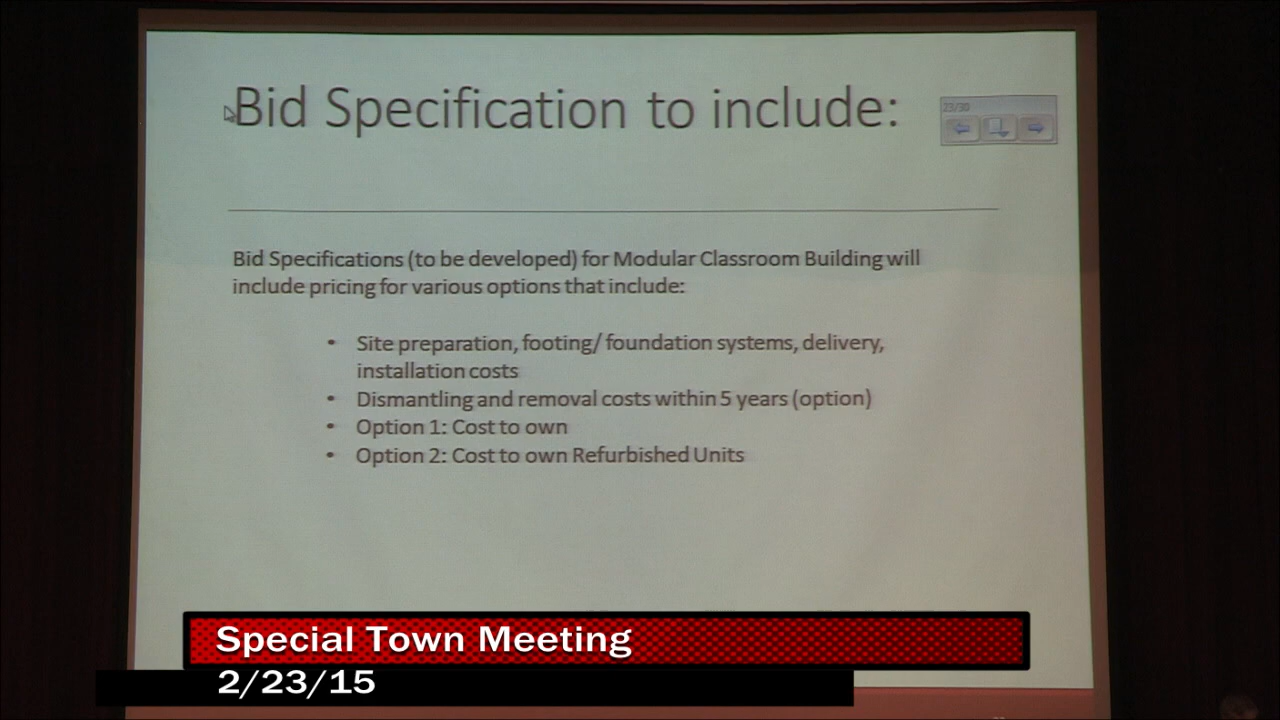 Bid Specification to include:
23/30
Bid Specifications (to be developed) for Modular Classroom Building will
include pricing for various options that include:
• Site preparation, footing/ foundation systems, delivery,
installation costs
• Dismantling and removal costs within 5 years (option)
• Option 1: Cost to own
• Option 2: Cost to own Refurbished Units
Special Town Meeting
2/23/15